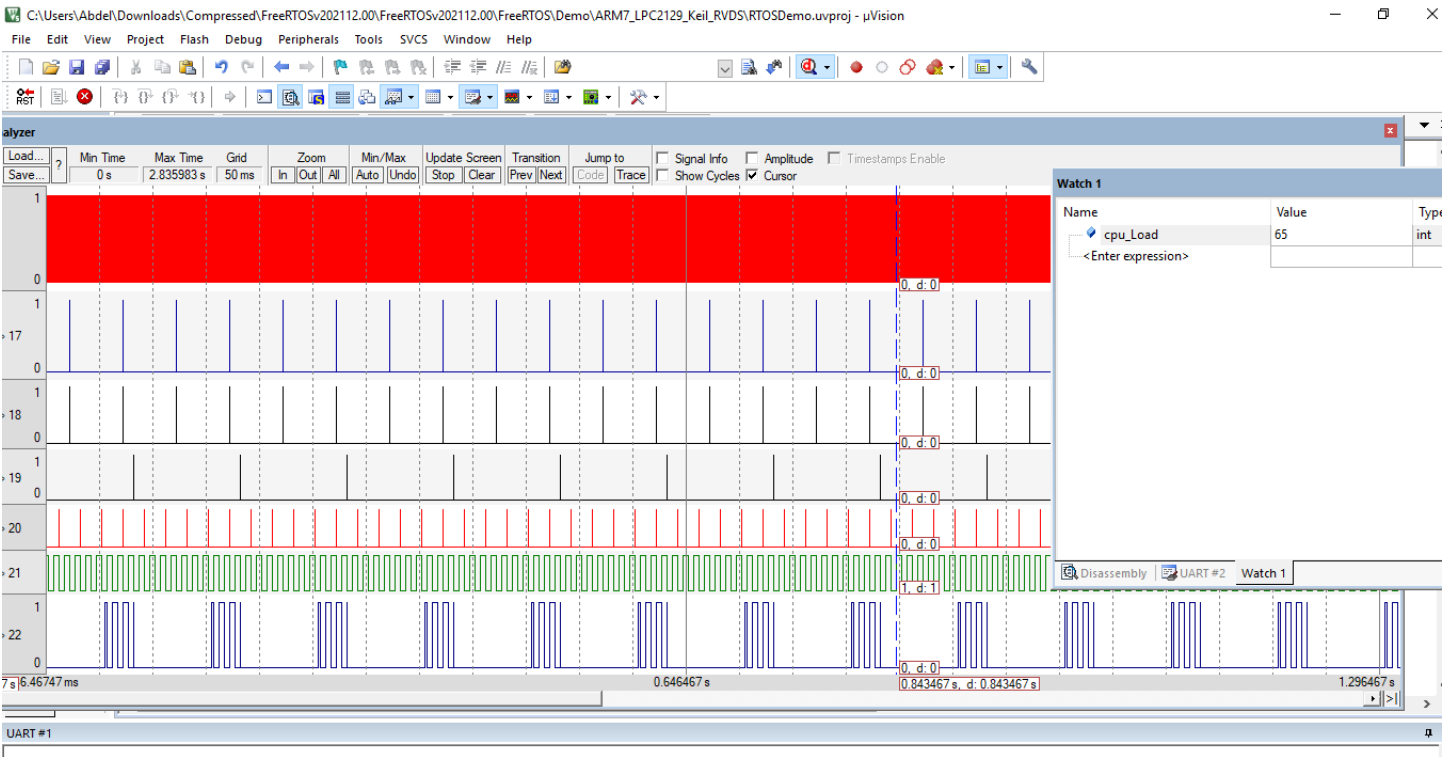 C:\Users\Abdel\Downloads\Compressed\FreeRTOSv202112.00\FreeRTOSv202112.00\FreeRTOS\Demo\ARM7_LPC2129_Keil_RVDS\RTOSDemo.uvproj - µVision
File Edit View Project Flash Debug Peripherals Tools SVCS Window Help
RST
alyzer
Load... ? Min Time Max Time Grid Zoom Min/Max Update Screen Transition Jump to Signal Info Amplitude Timestamps Enable
Save... 0 s 2.835983 s 50 ms In Out All Auto Undo Stop Clear Prev Next Code Trace Show Cycles Cursor
Watch 1
Name Value Type
cpu_Load 65 int
<Enter expression>
1
0
0, d: 0
1
17
0
0, d: 0
1
18
0
0, d: 0
1
19
0
0, d: 0
20
0, d: 0
21
1, d: 1
Disassembly UART #2 Watch 1
1
22
0
0, d: 0
7 s 6.46747 ms 0.646467 s 0.843467 s, d: 0.843467 s 1.296467 s
UART #1